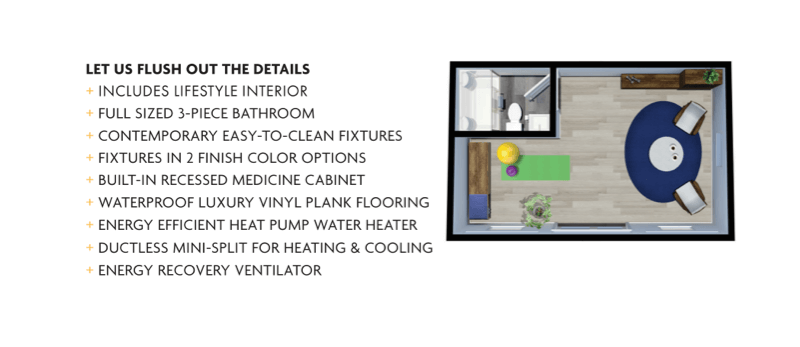 LET US FLUSH OUT THE DETAILS
+ INCLUDES LIFESTYLE INTERIOR
+ FULL SIZED 3-PIECE BATHROOM
+ CONTEMPORARY EASY-TO-CLEAN FIXTURES
+ FIXTURES IN 2 FINISH COLOR OPTIONS
+ BUILT-IN RECESSED MEDICINE CABINET
+ WATERPROOF LUXURY VINYL PLANK FLOORING
+ ENERGY EFFICIENT HEAT PUMP WATER HEATER
+ DUCTLESS MINI-SPLIT FOR HEATING & COOLING
+ ENERGY RECOVERY VENTILATOR